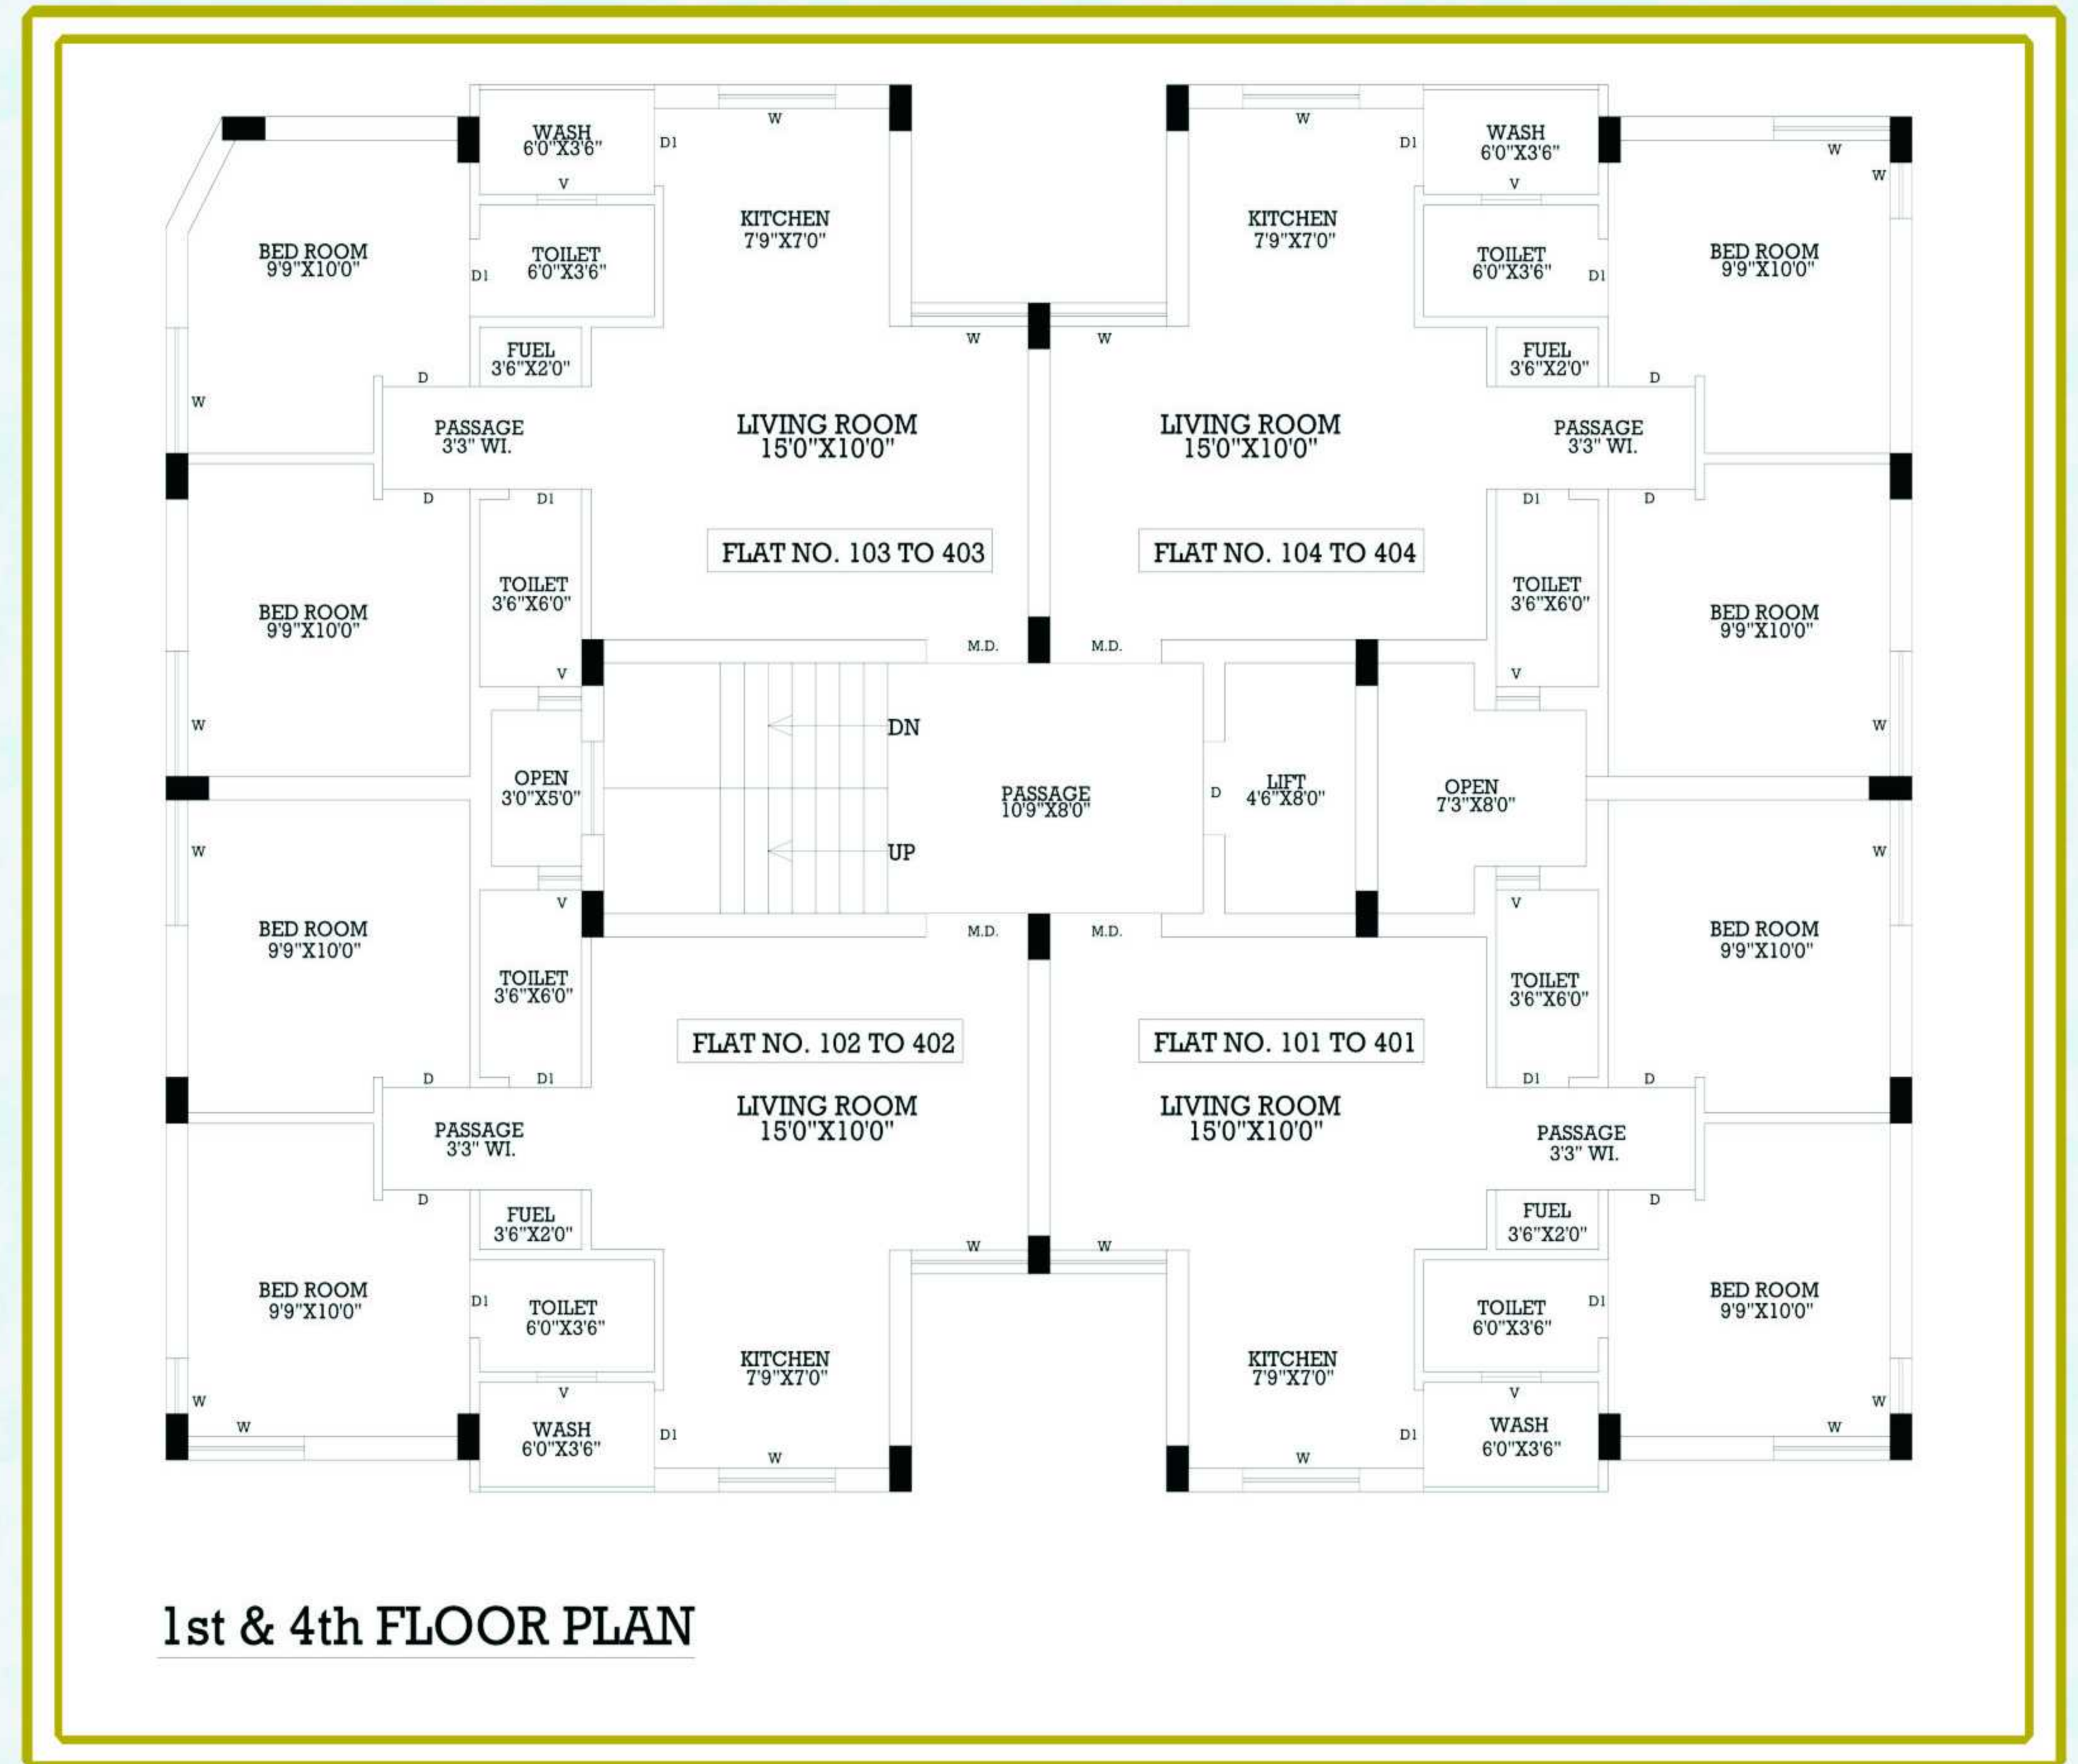 W
W
WASH
6'0"X3'6"
D1
D1
WASH
6'0"X3'6"
W
W
V
V
KITCHEN
7'9"X7'0"
KITCHEN
7'9"X7'0"
BED ROOM
9'9"X10'0"
TOILET
6'0"X3'6"
D1
TOILET
6'0"X3'6"
D1
BED ROOM
9'9"X10'0"
W
W
FUEL
3'6"X2'0"
FUEL
3'6"X2'0"
D
D
W
PASSAGE
3'3" WI.
LIVING ROOM
15'0"X10'0"
LIVING ROOM
15'0"X10'0"
PASSAGE
3'3" WI.
D
D1
D1
D
FLAT NO. 103 TO 403
FLAT NO. 104 TO 404
BED ROOM
9'9"X10'0"
TOILET
3'6"X6'0"
TOILET
3'6"X6'0"
BED ROOM
9'9"X10'0"
M.D.
M.D.
V
V
W
DN
W
OPEN
3'0"X5'0"
PASSAGE
10'9"X8'0"
D
LIFT
4'6"X8'0"
OPEN
7'3"X8'0"
W
UP
W
V
V
M.D.
M.D.
BED ROOM
9'9"X10'0"
TOILET
3'6"X6'0"
TOILET
3'6"X6'0"
BED ROOM
9'9"X10'0"
FLAT NO. 102 TO 402
FLAT NO. 101 TO 401
D
D1
D1
D
LIVING ROOM
15'0"X10'0"
LIVING ROOM
15'0"X10'0"
PASSAGE
3'3" WI.
PASSAGE
3'3" WI.
D
D
FUEL
3'6"X2'0"
FUEL
3'6"X2'0"
W
W
BED ROOM
9'9"X10'0"
D1
TOILET
6'0"X3'6"
TOILET
6'0"X3'6"
D1
BED ROOM
9'9"X10'0"
KITCHEN
7'9"X7'0"
KITCHEN
7'9"X7'0"
V
V
W
W
W
WASH
6'0"X3'6"
D1
D1
WASH
6'0"X3'6"
W
W
W
1st & 4th FLOOR PLAN